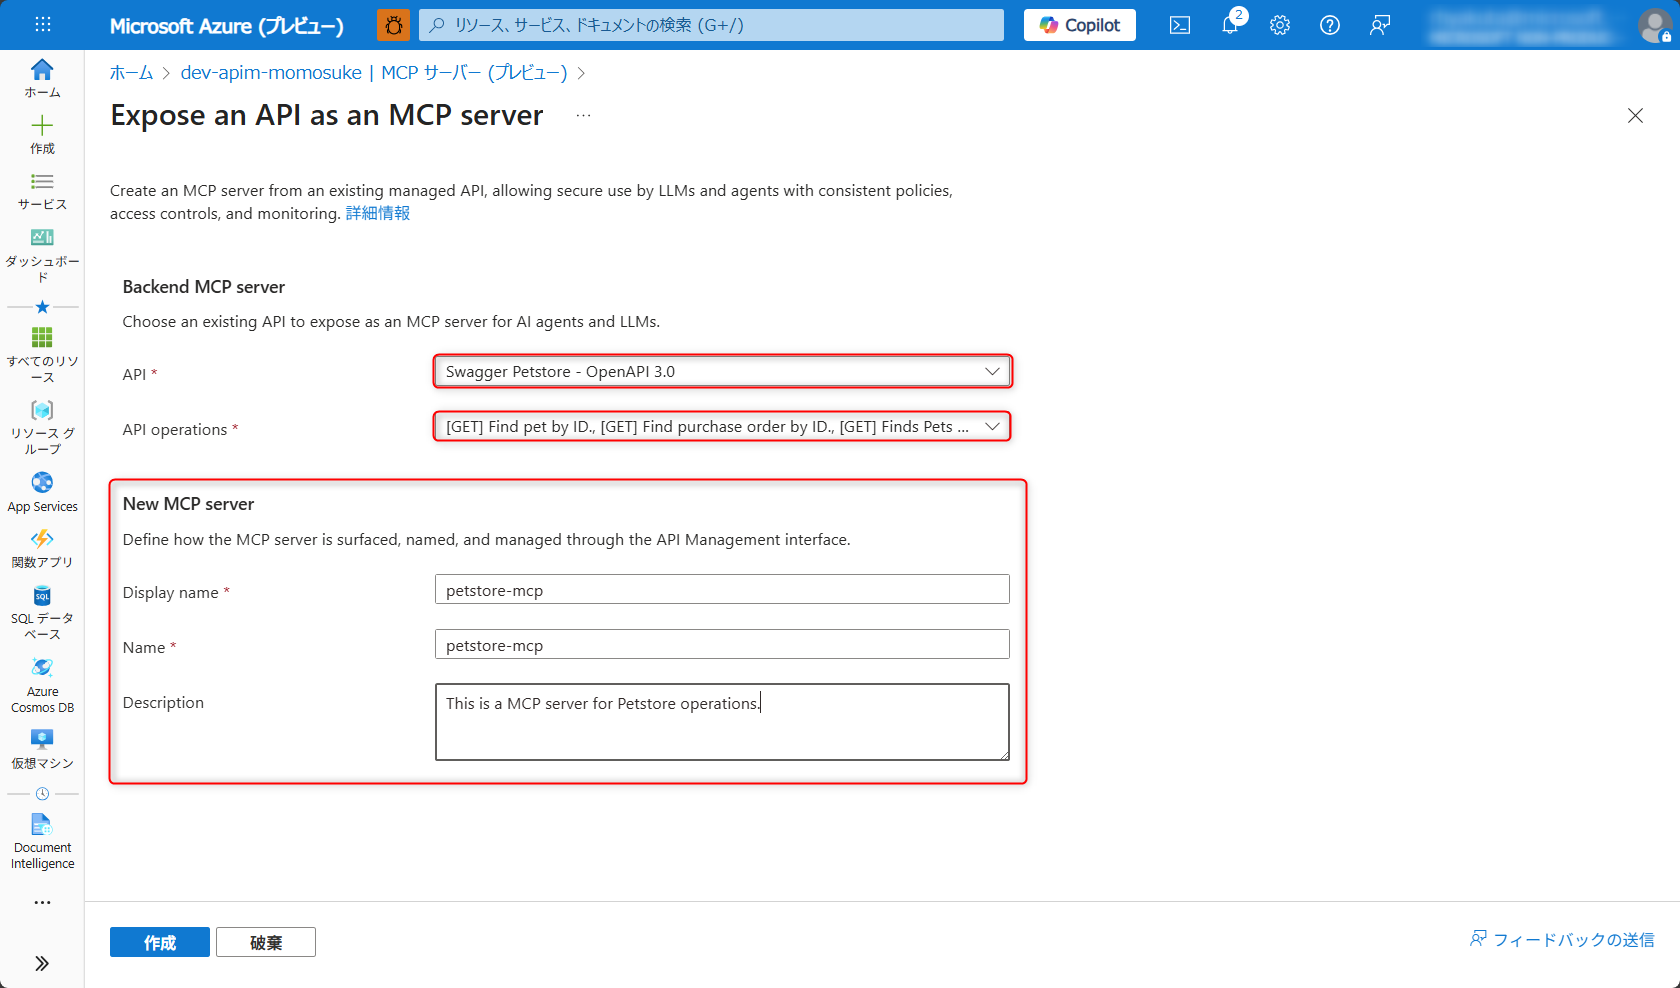 Microsoft Azure (プレビュー)
リソース、サービス、ドキュメントの検索 (G+/)
Copilot
2
ホーム
作成
サービス
ダッシュボー
ド
すべてのリソ
ース
リソース グ
ループ
App Services
関数アプリ
SQL
SQL データ
ベース
Azure
Cosmos DB
仮想マシン
Document
Intelligence
ホーム > dev-apim-momosuke | MCP サーバー (プレビュー) >
Expose an API as an MCP server ...
Create an MCP server from an existing managed API, allowing secure use by LLMs and agents with consistent policies,
access controls, and monitoring. 詳細情報
Backend MCP server
Choose an existing API to expose as an MCP server for AI agents and LLMs.
API *
Swagger Petstore - OpenAPI 3.0
API operations *
[GET] Find pet by ID., [GET] Find purchase order by ID., [GET] Finds Pets ...
New MCP server
Define how the MCP server is surfaced, named, and managed through the API Management interface.
Display name *
petstore-mcp
Name *
petstore-mcp
Description
This is a MCP server for Petstore operations.
作成
破棄
フィードバックの送信